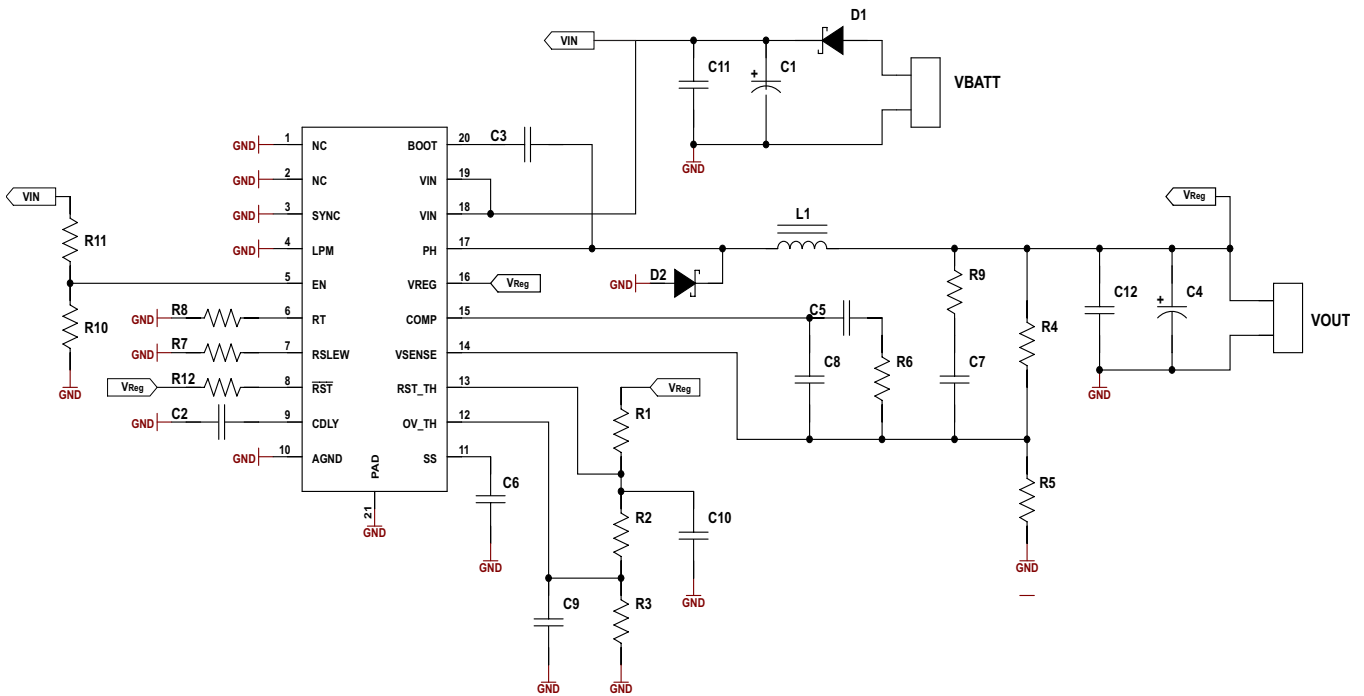 D1
VIN
C11
+
C1
VBATT
GND
GND 1 NC BOOT 20 C3
GND 2 NC VIN 19
GND 3 SYNC VIN 18
GND 4 LPM PH 17
5 EN VREG 16 VReg
GND R8 6 RT COMP 15
GND R7 7 RSLEW VSENSE 14
VReg R12 8 RST RST_TH 13
GND C2 9 CDLY OV_TH 12
GND 10 AGND SS 11
PAD
21
GND
VIN
R11
R10
GND
L1
GND D2
VReg
R9
C5
C8
R6
C7
R4
C12
+
C4
VOUT
GND
VReg
R1
R5
GND
C6
GND
R2
C10
GND
C9
R3
GND
GND